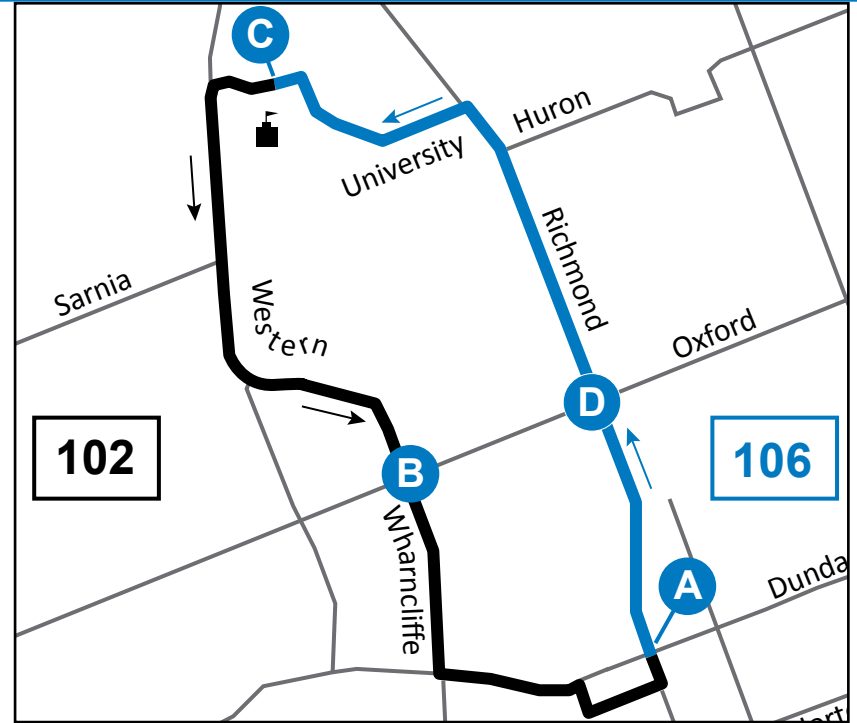 C
Huron
University
Richmond
Sarnia
Western
Oxford
102
D
106
B
Wharncliffe
A
Dunda